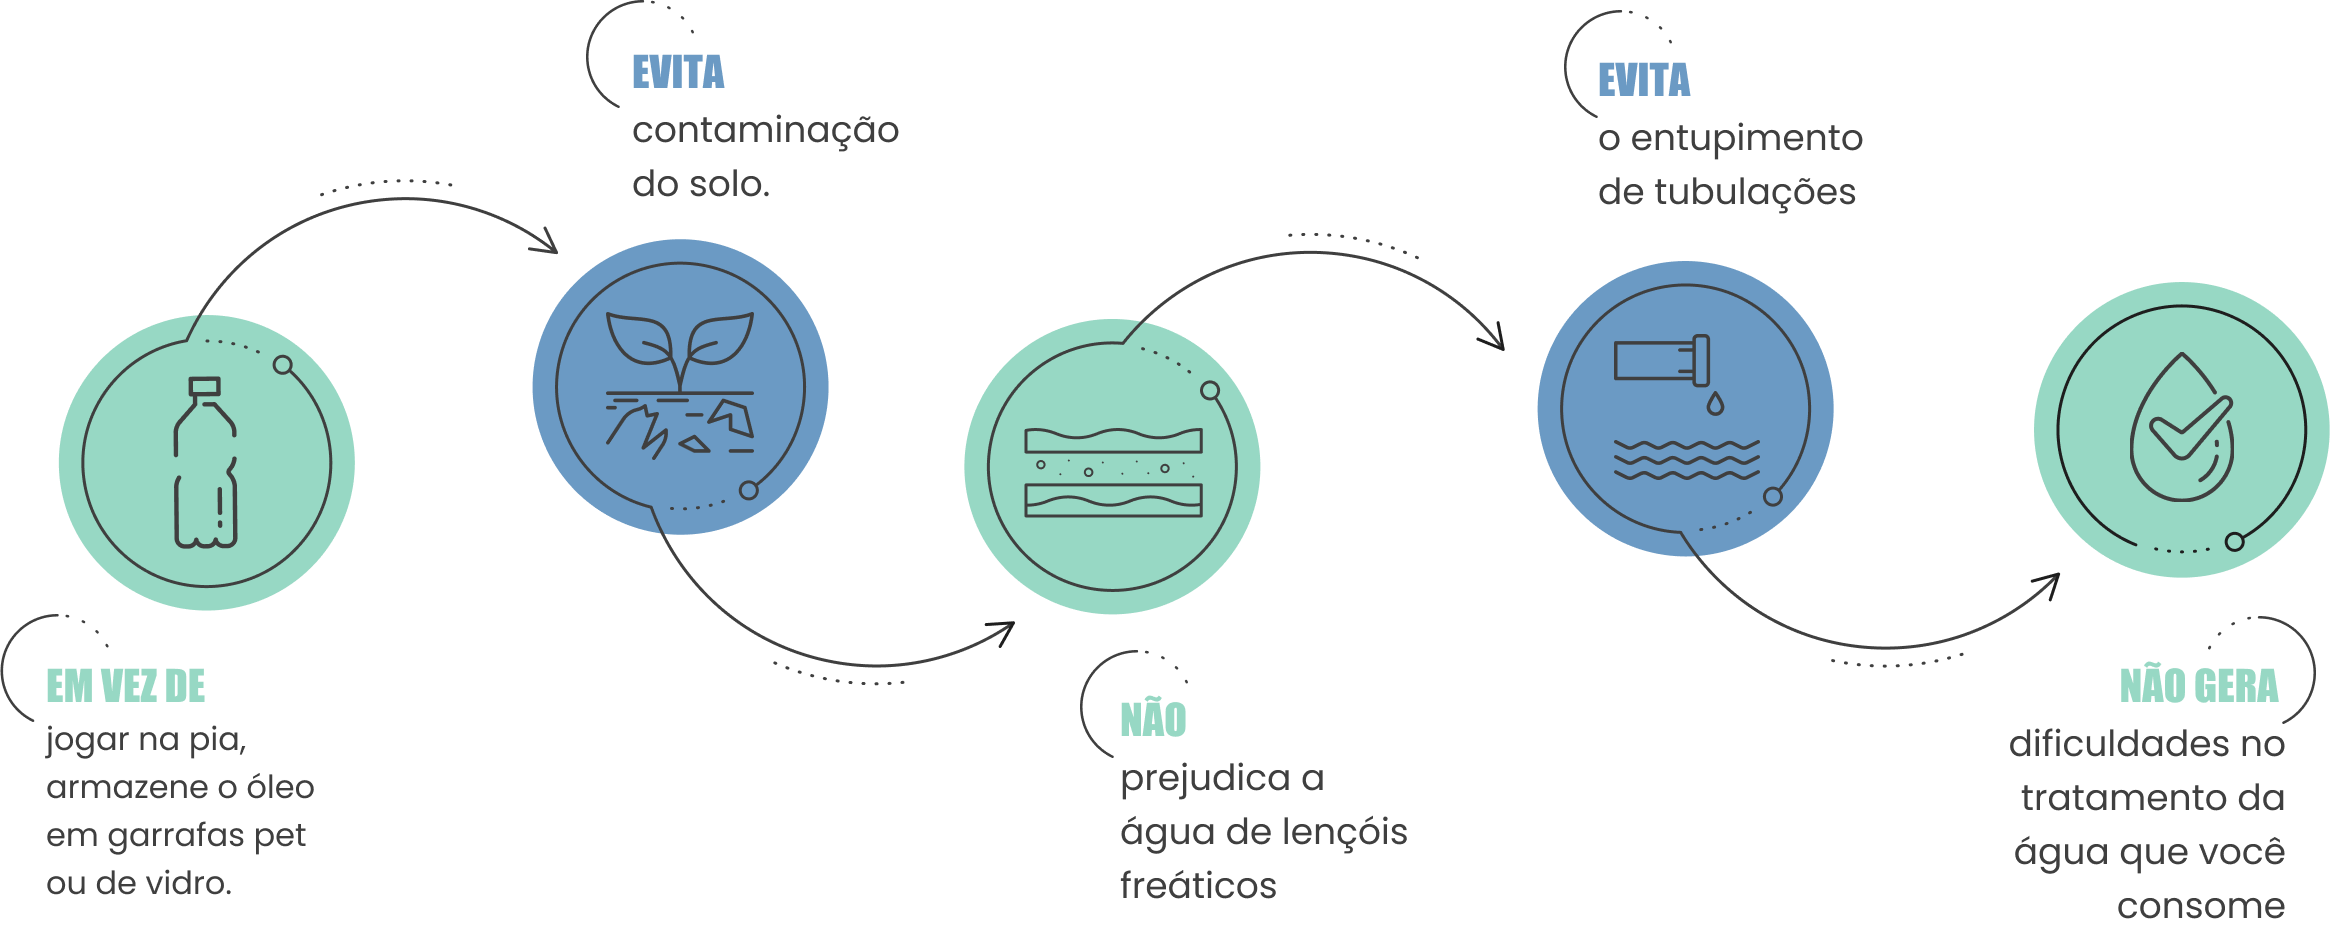 EM VEZ DE
jogar na pia,
armazene o óleo
em garrafas pet
ou de vidro.
EVITA
contaminação
do solo.
NÃO
prejudica a
água de lençóis
freáticos
EVITA
o entupimento
de tubulações
NÃO GERA
dificuldades no
tratamento da
água que você
consome